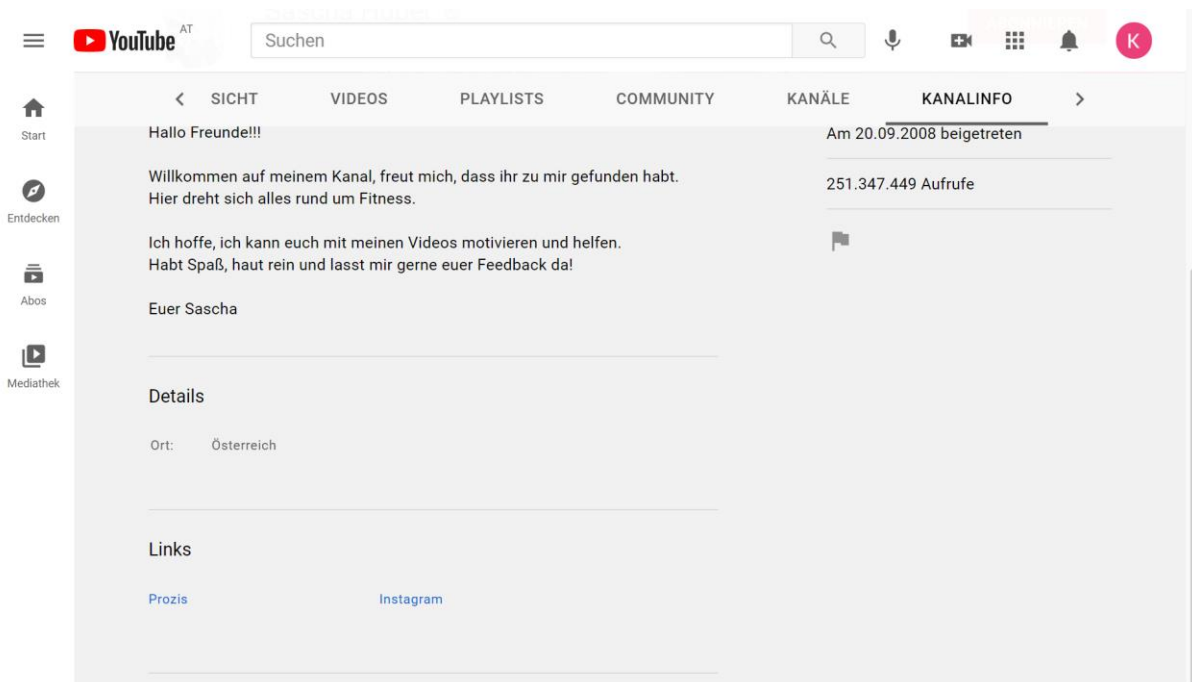 YouTube AT
Suchen
K
SICHT VIDEOS PLAYLISTS COMMUNITY KANÄLE KANALINFO
Start
Entdecken
Abos
Mediathek
Hallo Freunde!!!
Willkommen auf meinem Kanal, freut mich, dass ihr zu mir gefunden habt.
Hier dreht sich alles rund um Fitness.
Ich hoffe, ich kann euch mit meinen Videos motivieren und helfen.
Habt Spaß, haut rein und lasst mir gerne euer Feedback da!
Euer Sascha
Details
Ort: Österreich
Links
Prozis Instagram
Am 20.09.2008 beigetreten
251.347.449 Aufrufe